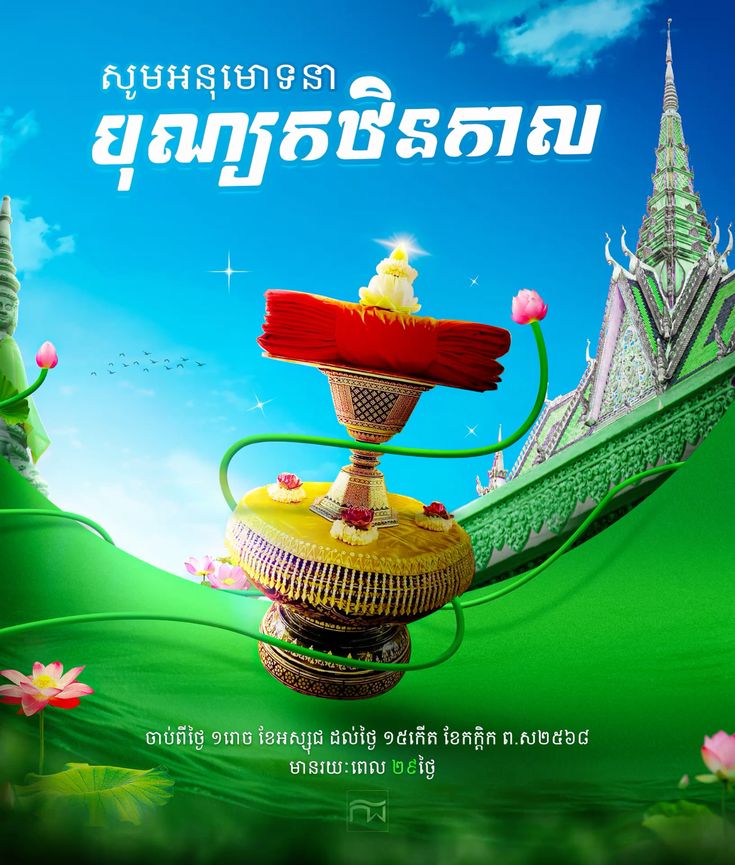 សូមអនុមោទនា
បុណ្យកឋិនកាល
ចាប់ពីថ្ងៃ ១រោច ខែអស្សុជ ដល់ថ្ងៃ ១៥កើត ខែកត្តិក ព.ស២៥៦៨
មានរយៈពេល ២៩ថ្ងៃ